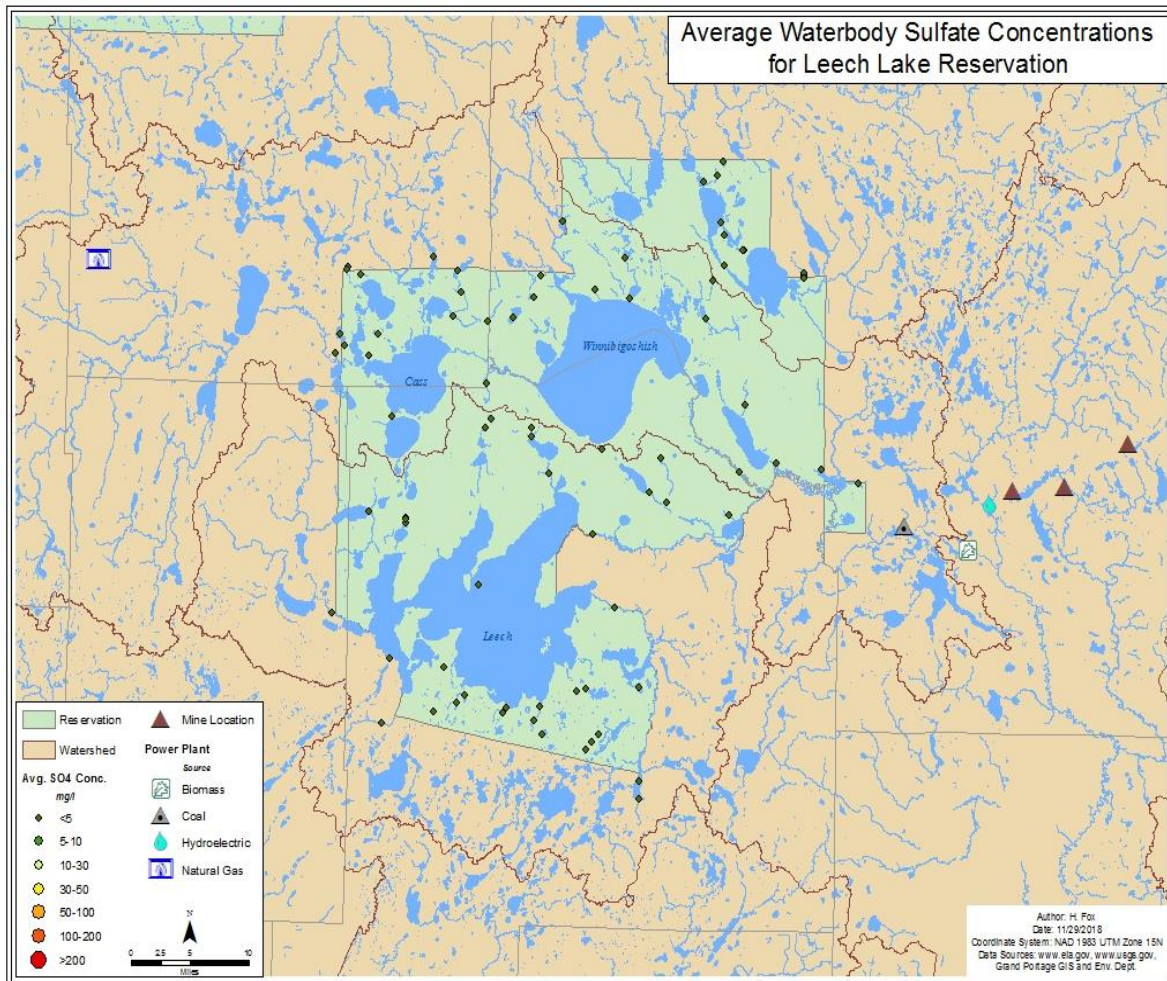 Average Waterbody Sulfate Concentrations
for Leech Lake Reservation
Winnibigoshish
Cass
Leech
Reservation
Watershed
Avg. SO4 Conc.
mg/l
<5
5-10
10-30
30-50
50-100
100-200
>200
Mine Location
Power Plant
Source
Biomass
Coal
Hydroelectric
Natural Gas
N
0 2.5 5 10
Miles
Author: H. Fox
Date: 11/29/2018
Coordinate System: NAD 1983 UTM Zone 15N
Data Sources: www.eia.gov, www.usgs.gov,
Grand Portage GIS and Env. Dept.